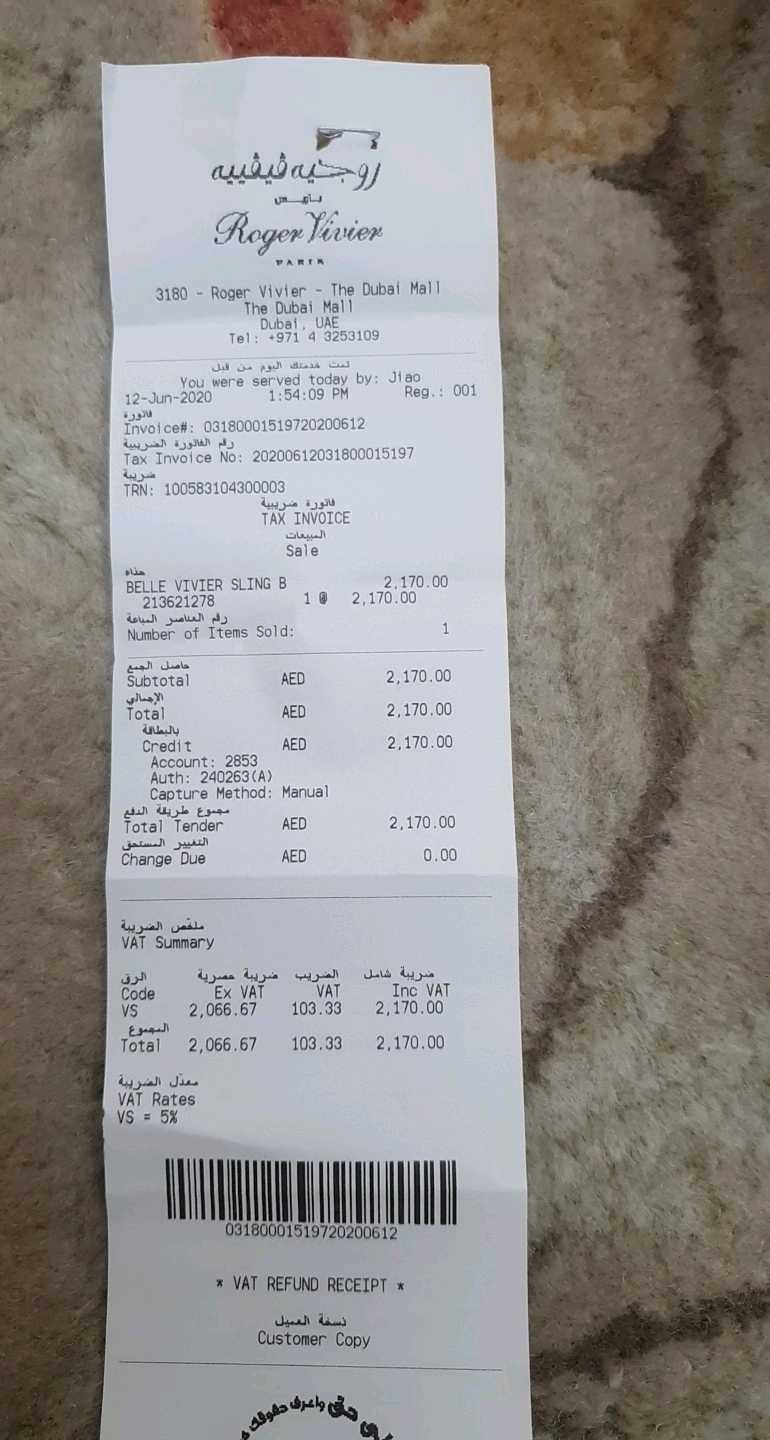 روجيه ڤيڤييه
باريس
Roger Vivier
PARIS
3180 - Roger Vivier - The Dubai Mall
The Dubai Mall
Dubai, UAE
Tel: +971 4 3253109
تمت خدمتك اليوم من قبل
You were served today by: Jiao
12-Jun-2020 1:54:09 PM Reg.: 001
فاتورة
Invoice#: 03180001519720200612
رقم الفاتورة الضريبية
Tax Invoice No: 20200612031800015197
ضريبة
TRN: 100583104300003
فاتورة ضريبية
TAX INVOICE
المبيعات
Sale
حذاء
BELLE VIVIER SLING B 2,170.00
213621278 1 @ 2,170.00
رقم العناصر المباعة
Number of Items Sold: 1
حاصل الجمع
Subtotal AED 2,170.00
الإجمالي
Total AED 2,170.00
بالبطاقة
Credit AED 2,170.00
Account: 2853
Auth: 240263(A)
Capture Method: Manual
مجموع طريقة الدفع
Total Tender AED 2,170.00
التغيير المستحق
Change Due AED 0.00
ملخص الضريبة
VAT Summary
الرق ضريبة حصرية الضريب ضريبة شامل
Code Ex VAT VAT Inc VAT
VS 2,066.67 103.33 2,170.00
المجموع
Total 2,066.67 103.33 2,170.00
معدّل الضريبة
VAT Rates
VS = 5%
03180001519720200612
* VAT REFUND RECEIPT *
نسخة العميل
Customer Copy
حقي واعرف حقوقك